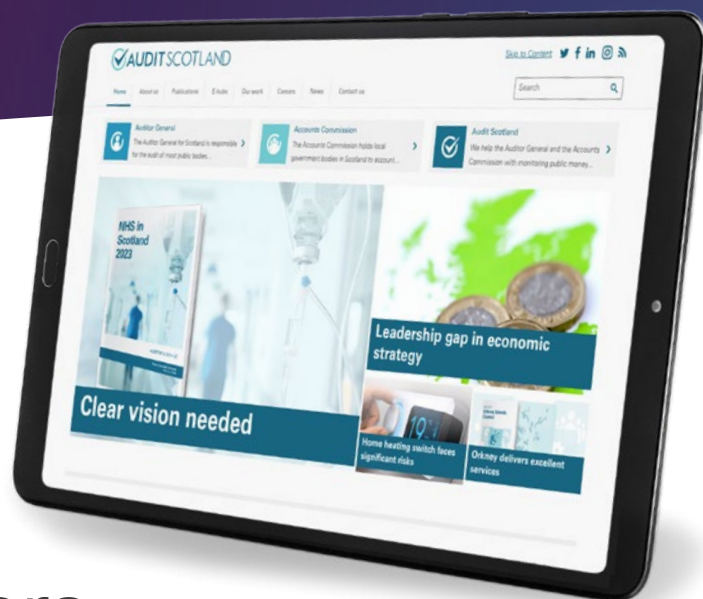 AUDIT SCOTLAND
Skip to Content
Home About us Publications E-hubs Our work Careers News Contact us
Search
Auditor General
The Auditor General for Scotland is responsible
for the audit of most public bodies...
Accounts Commission
The Accounts Commission holds local
government bodies in Scotland to account...
Audit Scotland
We help the Auditor General and the Accounts
Commission with monitoring public money...
NHS in
Scotland
2023
Clear vision needed
Leadership gap in economic
strategy
Home heating switch faces
significant risks
Orkney delivers excellent
services